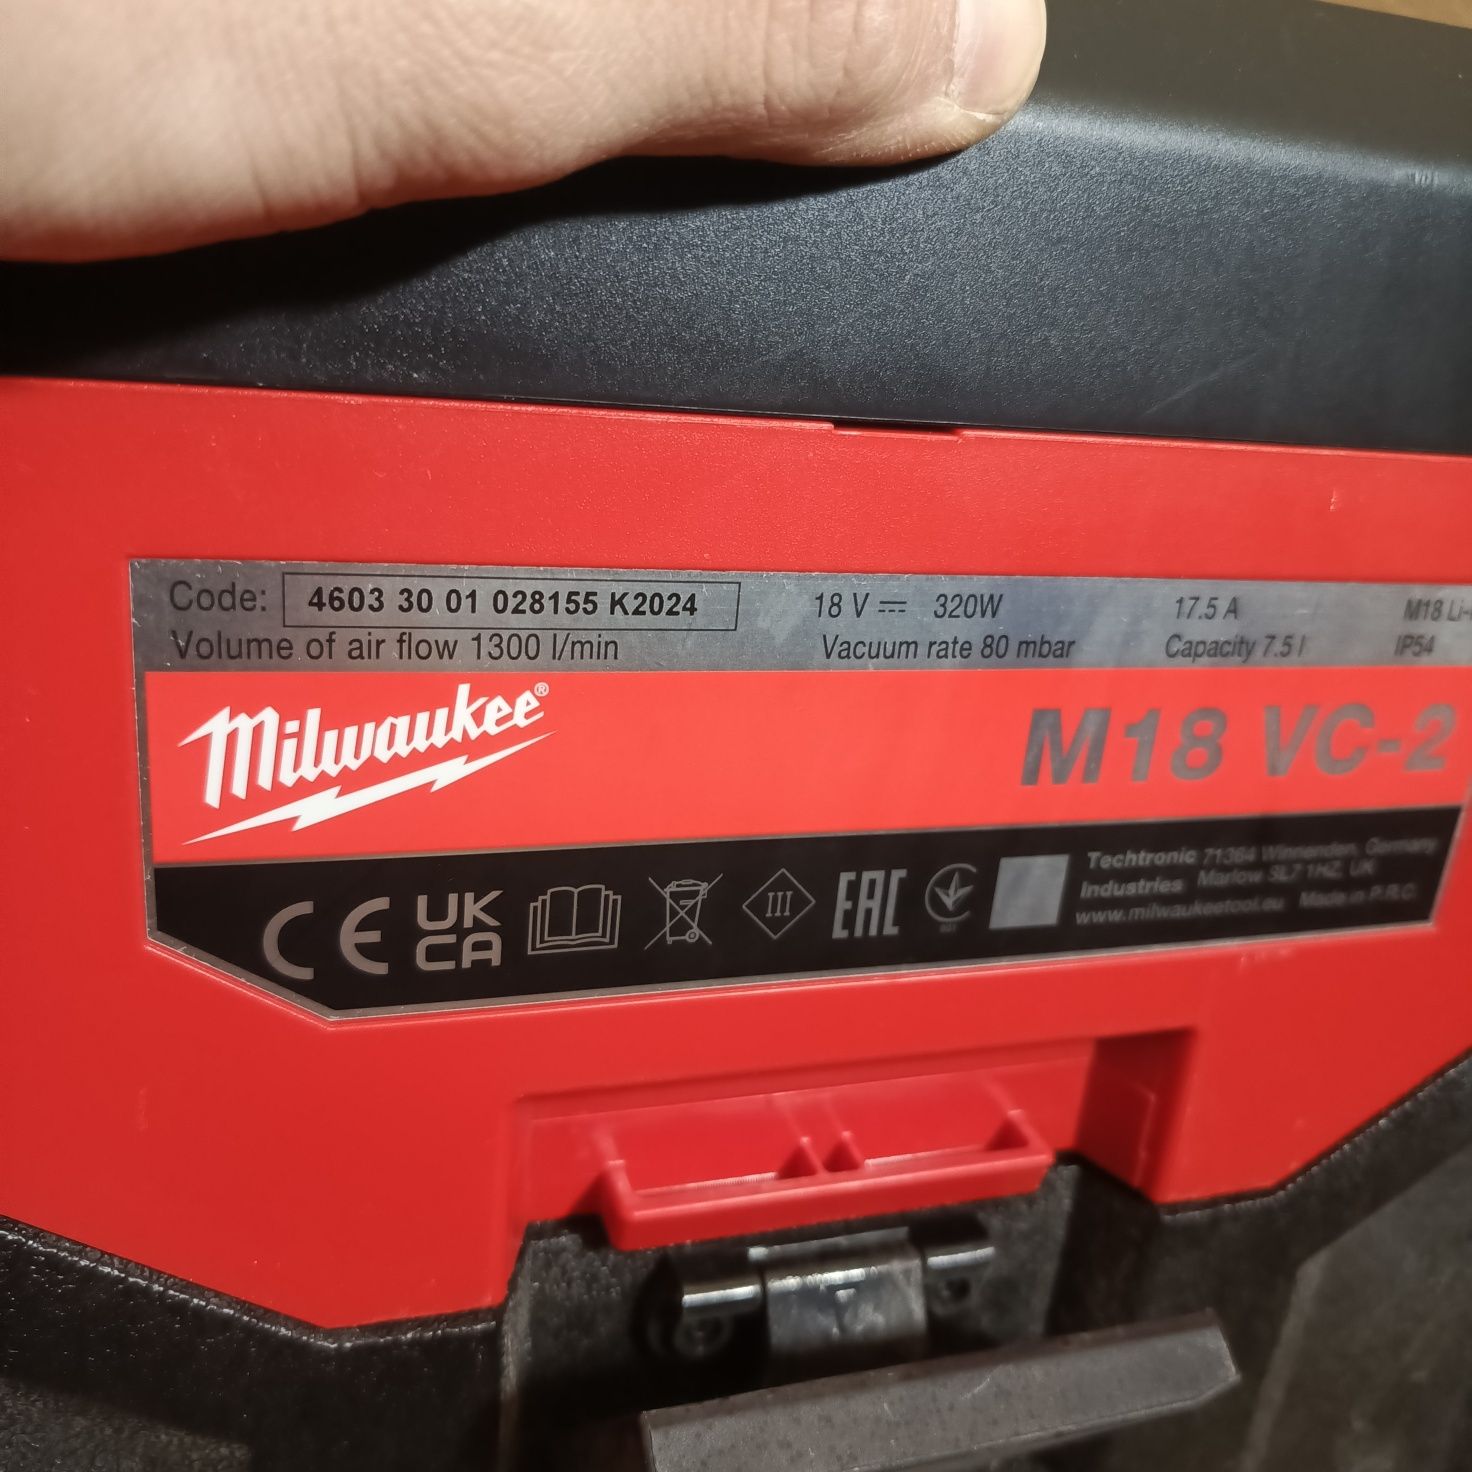 Code: 4603 30 01 028155 K2024 18 V 320W 17.5 A M18 Li-
Volume of air flow 1300 l/min Vacuum rate 80 mbar Capacity 7.5 l IP54
Milwaukee®
M18 VC-2
CE UK CA III EAC
Techtronic 71364 Winnenden, Germany
Industries Marlow SL7 1HZ, UK
www.milwaukeetool.eu Made in P.R.C.